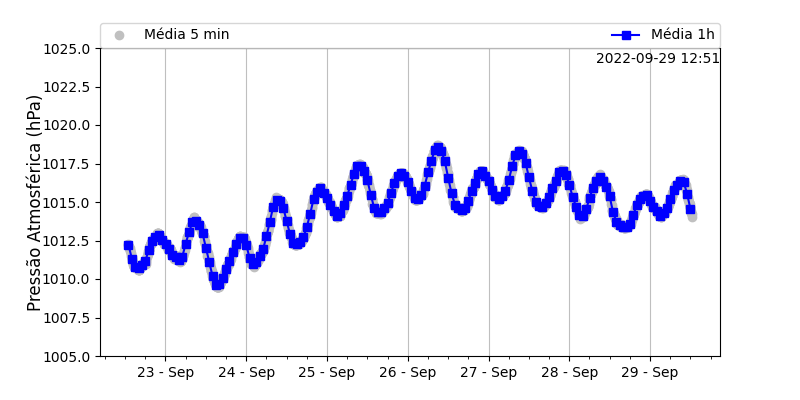 Média 5 min
Média 1h
2022-09-29 12:51
Pressão Atmosférica (hPa)
1025.0
1022.5
1020.0
1017.5
1015.0
1012.5
1010.0
1007.5
1005.0
23 - Sep
24 - Sep
25 - Sep
26 - Sep
27 - Sep
28 - Sep
29 - Sep